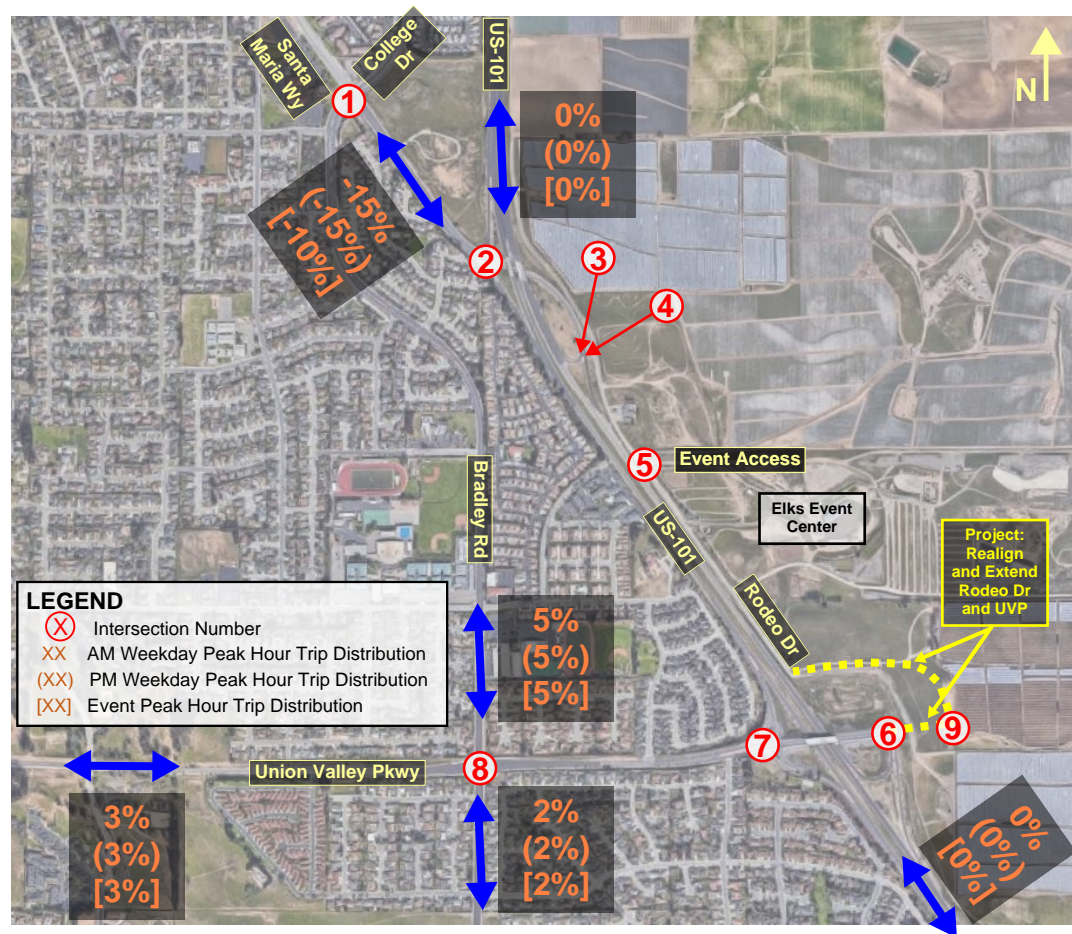 Santa
Maria Wy
College
Dr
US-101
N
1
0%
(0%)
[0%]
-15%
(-15%)
[-10%]
2
3
4
5
Event Access
Bradley Rd
US-101
Elks Event
Center
Project:
Realign
and Extend
Rodeo Dr
and UVP
Rodeo Dr
LEGEND
X Intersection Number
XX AM Weekday Peak Hour Trip Distribution
(XX) PM Weekday Peak Hour Trip Distribution
[XX] Event Peak Hour Trip Distribution
5%
(5%)
[5%]
6
9
7
8
Union Valley Pkwy
3%
(3%)
[3%]
2%
(2%)
[2%]
0%
(0%)
[0%]